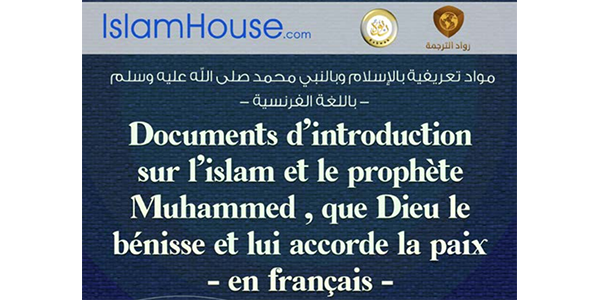 IslamHouse.com
رواد الترجمة
مواد تعريفية بالإسلام وبالنبي محمد صلى الله عليه وسلم
- باللغة الفرنسية -
Documents d'introduction
sur l'islam et le prophète
Muhammed , que Dieu le
bénisse et lui accorde la paix
- en français -